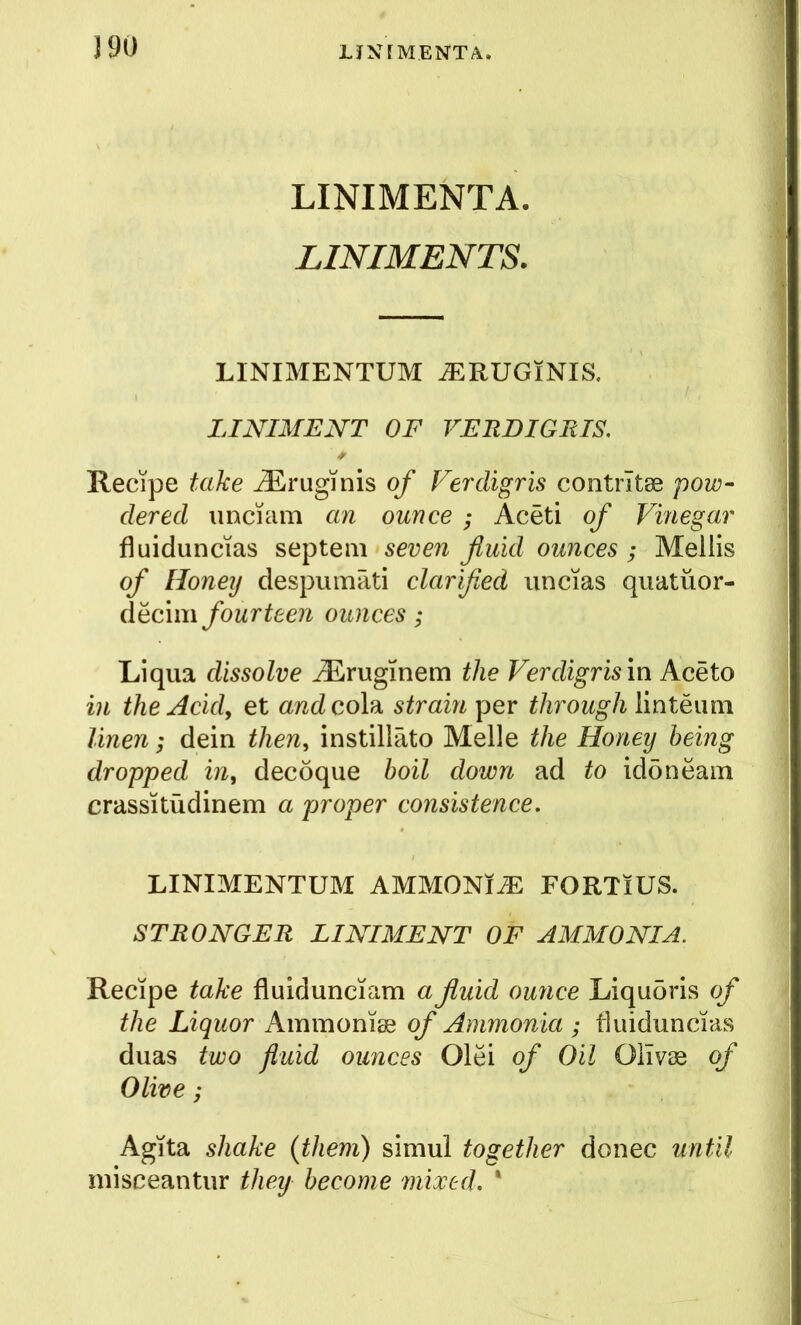 190
LINIMENTA.
LINIMENTA.
LINIMENTS.
LINIMENTUM ÆRUGĬNIS.
LINIMENT OF VERDIGRIS.
Recĭpe take Ærugĭnis of Verdigris contrītæ pow-
dered uncĭam an ounce ; Acēti of Vinegar
fluiduncĭas septem seven fluid ounces ; Mellis
of Honey despumāti clarified uncĭas quatŭor-
dĕcim fourteen ounces ;
Liqua dissolve Ærugĭnem the Verdigris in Acēto
in the Acid, et and cola strain per through lintĕum
linen ; dein then, instillāto Melle the Honey being
dropped in, decŏque boil down ad to idōnĕam
crassitūdinem a proper consistence.
LINIMENTUM AMMONĬÆ FORTĬUS.
STRONGER LINIMENT OF AMMONIA.
Recĭpe take fluiduncĭam a fluid ounce Liquōris of
the Liquor Ammonĭæ of Ammonia ; fluiduncĭas
duas two fluid ounces Olĕi of Oil Olīvæ of
Olive ;
Agĭta shake (them) simul together donec until
misceantur they become mixed.